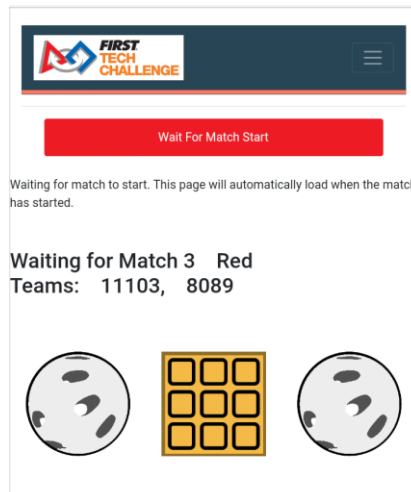 FIRST
TECH
CHALLENGE
Wait For Match Start
Waiting for match to start. This page will automatically load when the match
has started.
Waiting for Match 3 Red
Teams: 11103, 8089